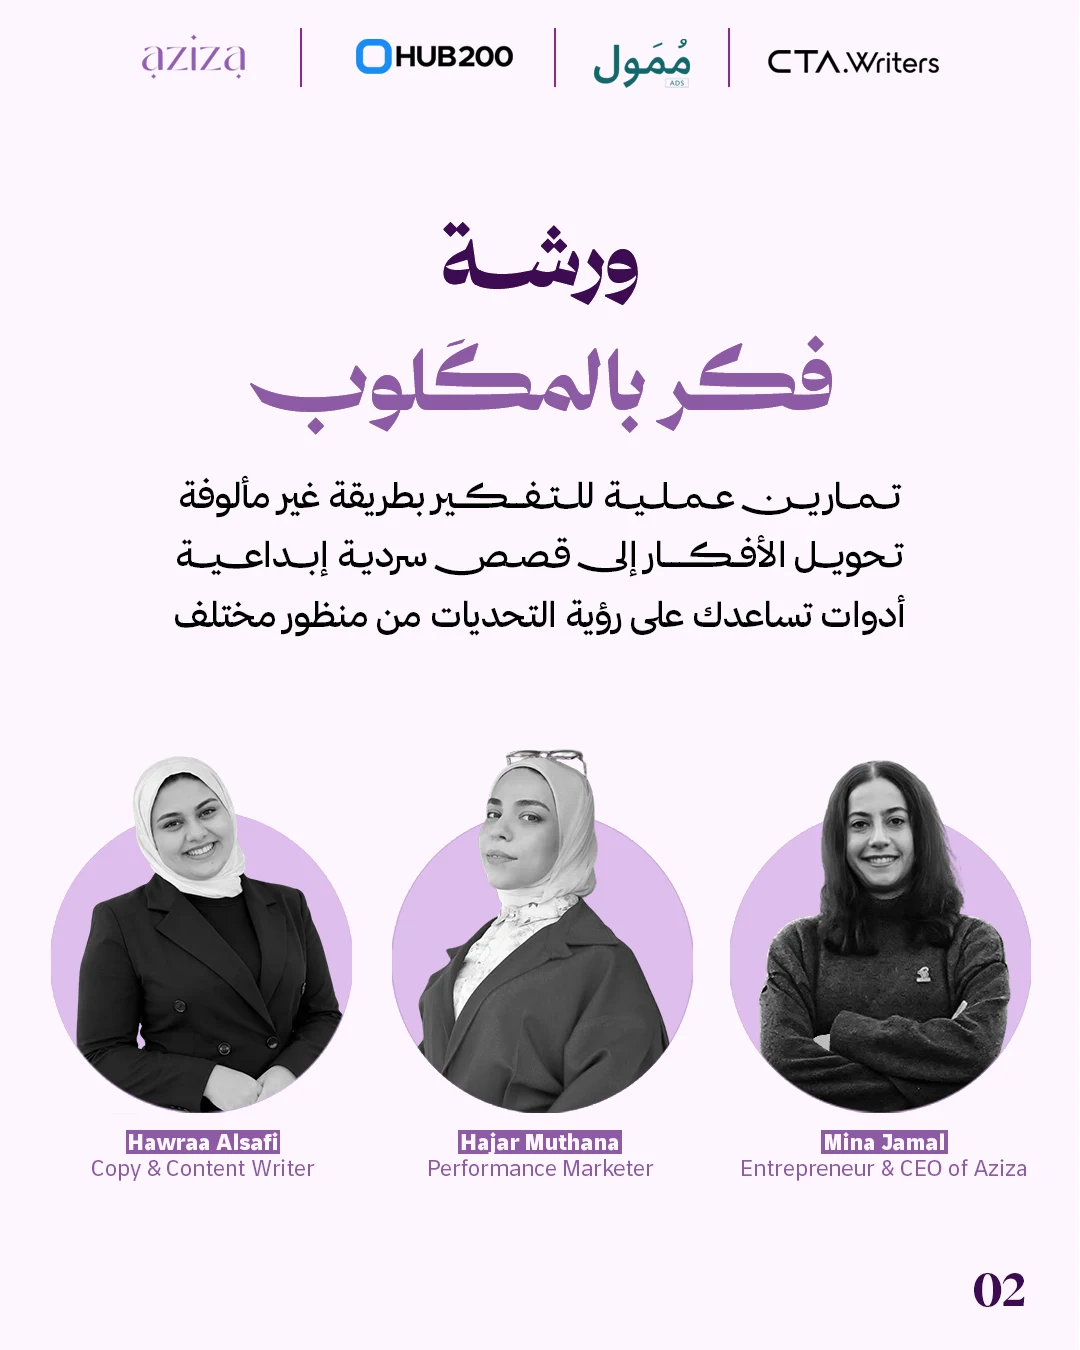 aziza
HUB200
مُمَول
ADS
CTA.Writers
ورشة
فكر بالمكَلوب
تمارين عملية للتفكير بطريقة غير مألوفة
تحويل الأفكار إلى قصص سردية إبداعية
أدوات تساعدك على رؤية التحديات من منظور مختلف
Hawraa Alsafi
Copy & Content Writer
Hajar Muthana
Performance Marketer
Mina Jamal
Entrepreneur & CEO of Aziza
02